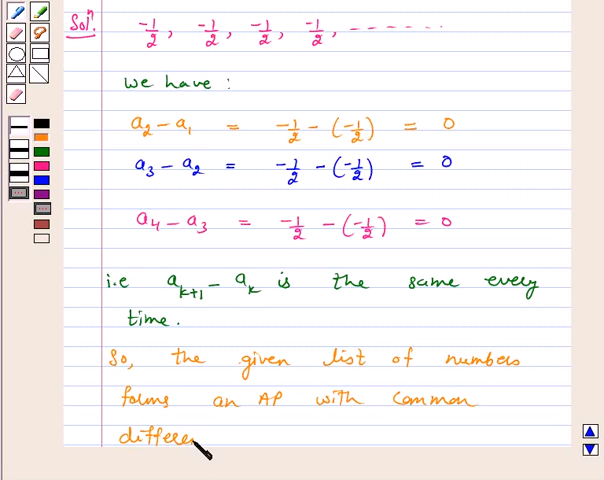 Solⁿ. -1/2, -1/2, -1/2, -1/2, --------
we have :
a₂ - a₁ = -1/2 - (-1/2) = 0
a₃ - a₂ = -1/2 - (-1/2) = 0
a₄ - a₃ = -1/2 - (-1/2) = 0
i.e aₖ₊₁ - aₖ is the same every
time.
So, the given list of numbers
forms an AP with common
differe